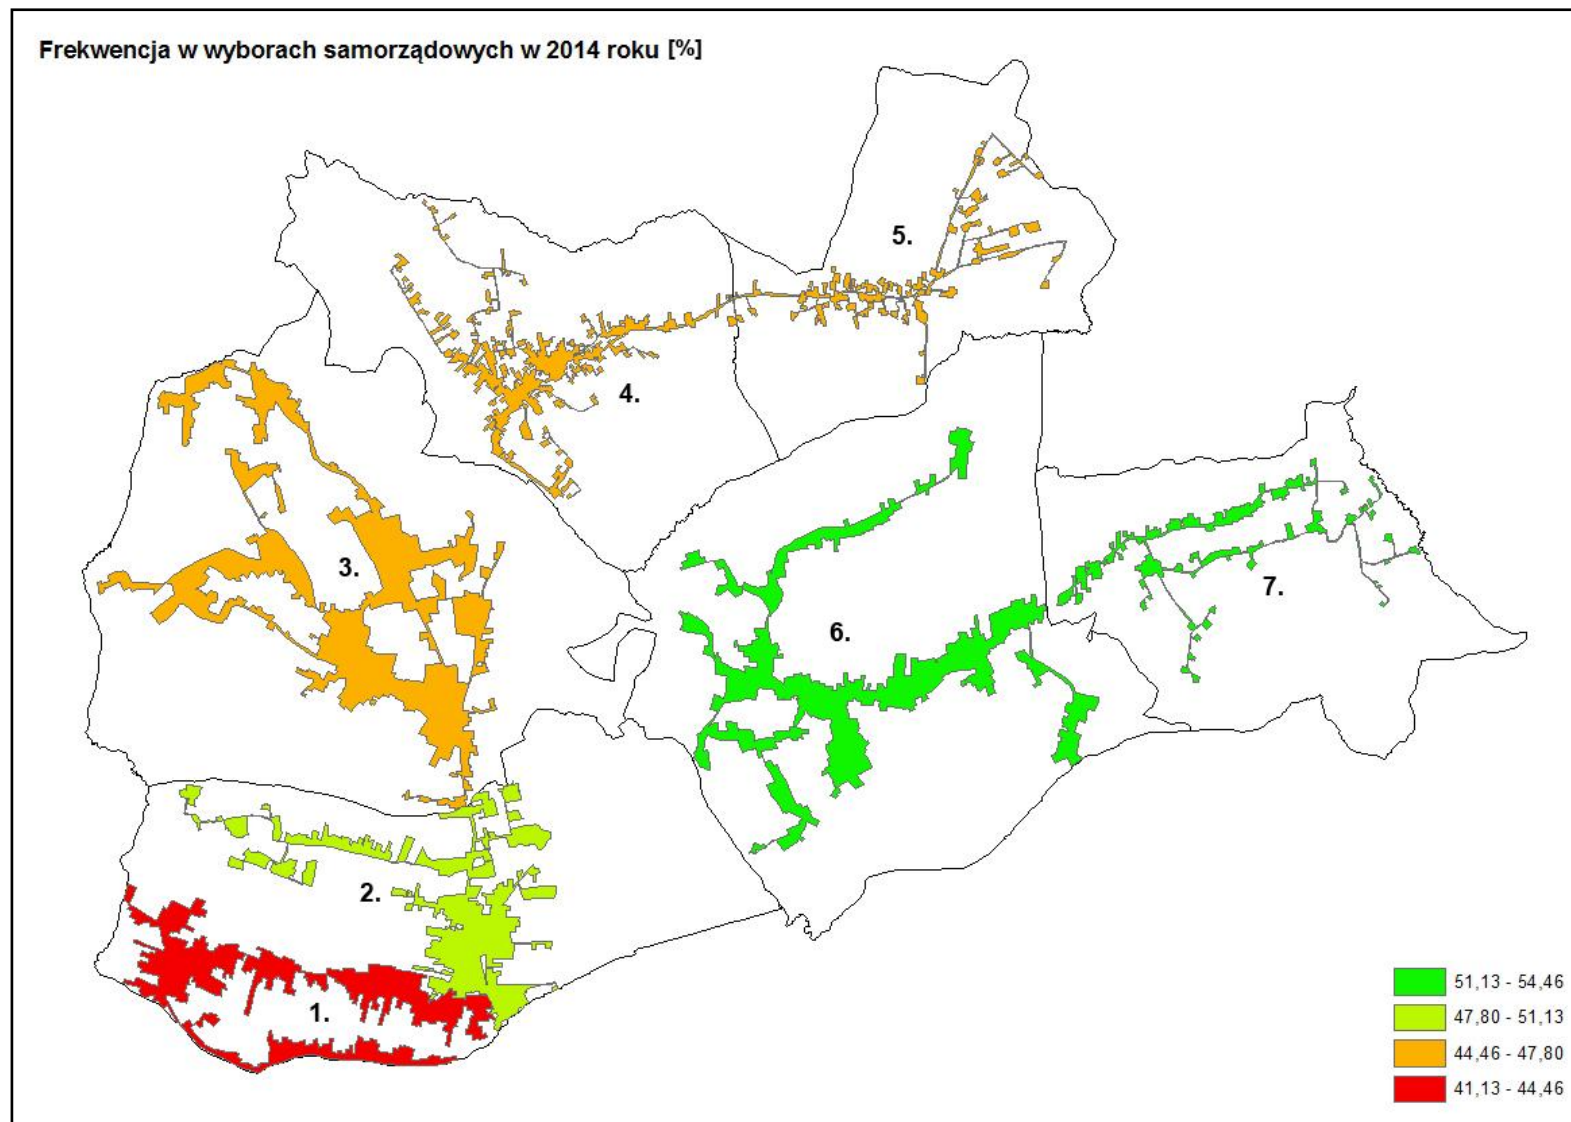 Frekwencja w wyborach samorządowych w 2014 roku [%]
5.
4.
3.
7.
6.
2.
1.
51,13 - 54,46
47,80 - 51,13
44,46 - 47,80
41,13 - 44,46